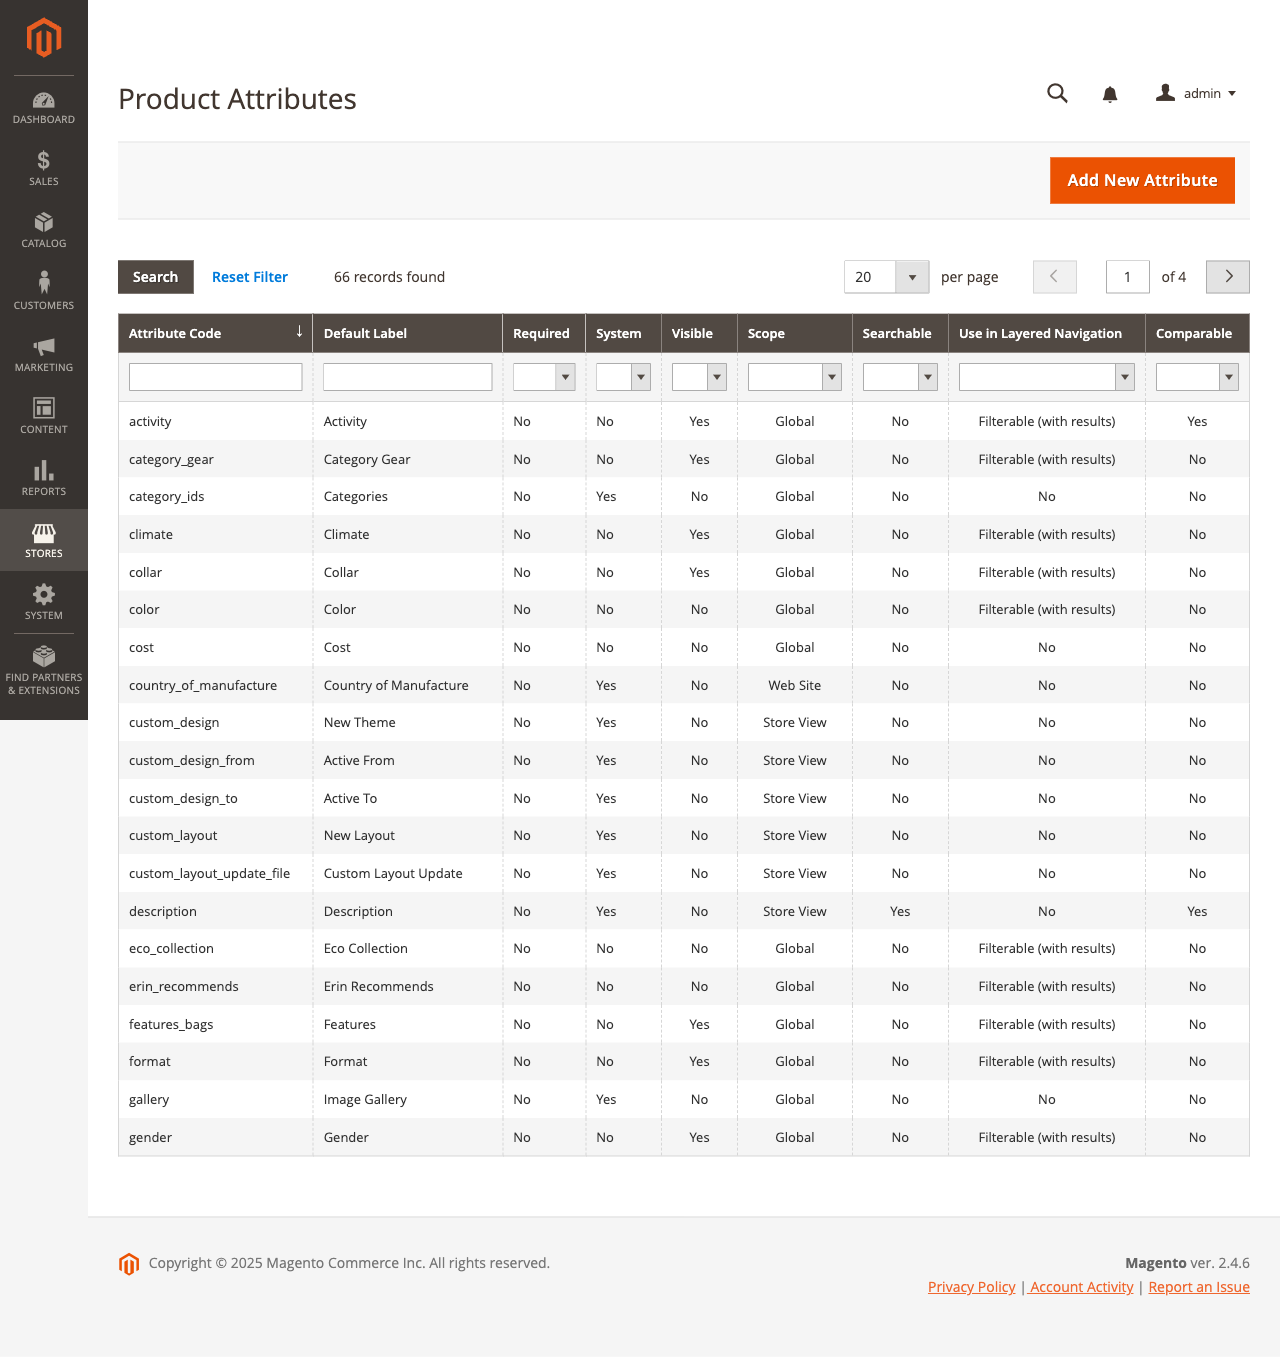 DASHBOARD
SALES
CATALOG
CUSTOMERS
MARKETING
CONTENT
REPORTS
STORES
SYSTEM
FIND PARTNERS
& EXTENSIONS
Product Attributes
admin
Add New Attribute
Search Reset Filter 66 records found 20 per page 1 of 4
Attribute Code Default Label Required System Visible Scope Searchable Use in Layered Navigation Comparable
activity Activity No No Yes Global No Filterable (with results) Yes
category_gear Category Gear No No Yes Global No Filterable (with results) No
category_ids Categories No Yes No Global No No No
climate Climate No No Yes Global No Filterable (with results) No
collar Collar No No Yes Global No Filterable (with results) No
color Color No No No Global No Filterable (with results) No
cost Cost No No No Global No No No
country_of_manufacture Country of Manufacture No Yes No Web Site No No No
custom_design New Theme No Yes No Store View No No No
custom_design_from Active From No Yes No Store View No No No
custom_design_to Active To No Yes No Store View No No No
custom_layout New Layout No Yes No Store View No No No
custom_layout_update_file Custom Layout Update No Yes No Store View No No No
description Description No Yes No Store View Yes No Yes
eco_collection Eco Collection No No No Global No Filterable (with results) No
erin_recommends Erin Recommends No No No Global No Filterable (with results) No
features_bags Features No No Yes Global No Filterable (with results) No
format Format No No Yes Global No Filterable (with results) No
gallery Image Gallery No Yes No Global No No No
gender Gender No No Yes Global No Filterable (with results) No
Copyright © 2025 Magento Commerce Inc. All rights reserved.
Magento ver. 2.4.6
Privacy Policy | Account Activity | Report an Issue